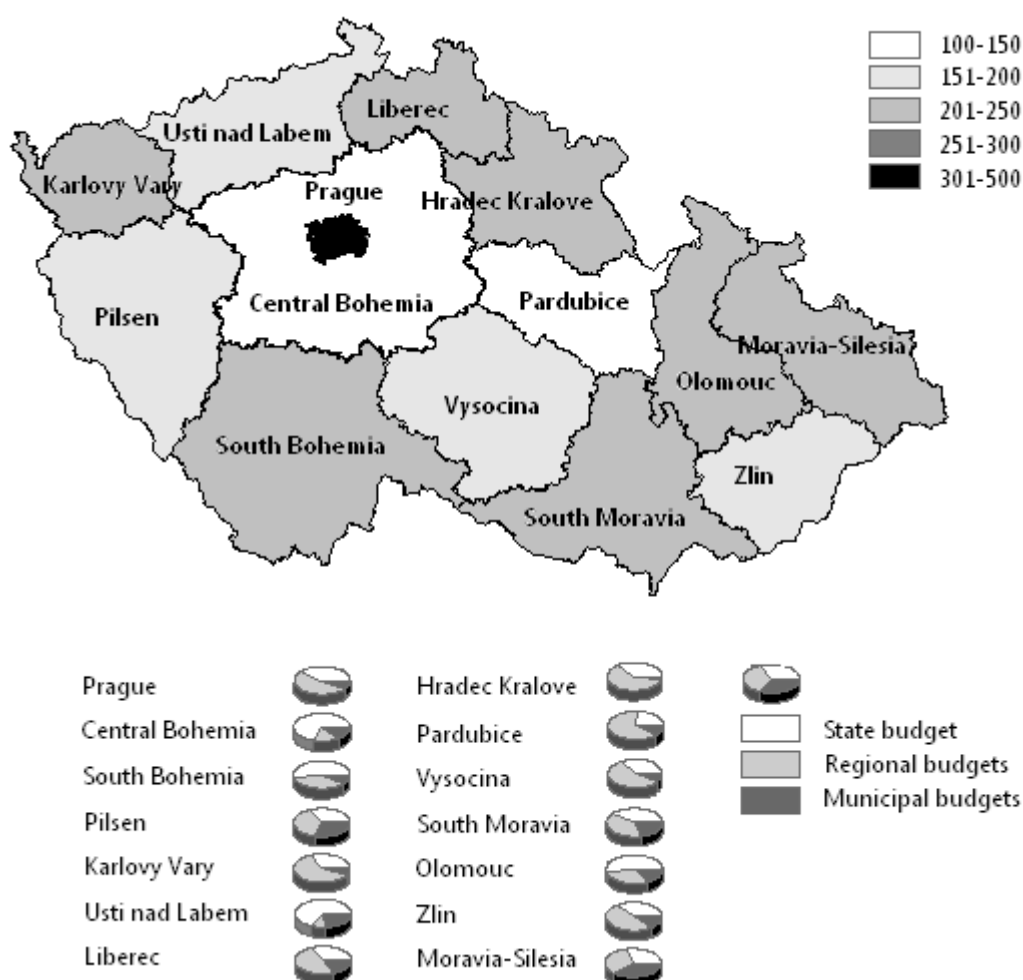 100-150
151-200
201-250
251-300
301-500
Liberec
Usti nad Labem
Karlovy Vary
Prague
Hradec Kralove
Central Bohemia
Pardubice
Pilsen
Moravia-Silesia
Olomouc
Vysocina
South Bohemia
Zlin
South Moravia
Prague
Central Bohemia
South Bohemia
Pilsen
Karlovy Vary
Usti nad Labem
Liberec
Hradec Kralove
Pardubice
Vysocina
South Moravia
Olomouc
Zlin
Moravia-Silesia
State budget
Regional budgets
Municipal budgets